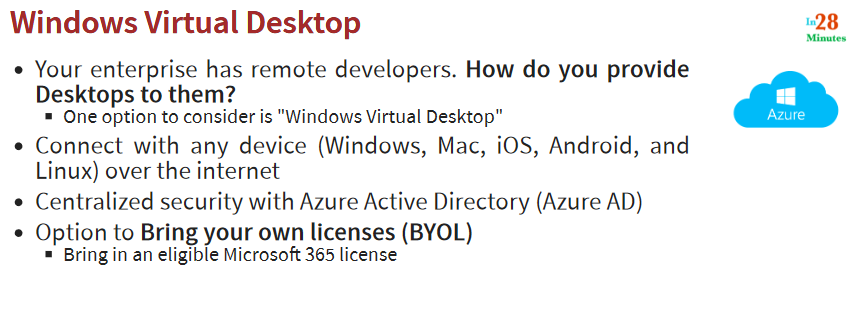 Windows Virtual Desktop
In28
Minutes
Your enterprise has remote developers. How do you provide
Desktops to them?
One option to consider is "Windows Virtual Desktop"
Connect with any device (Windows, Mac, iOS, Android, and
Linux) over the internet
Centralized security with Azure Active Directory (Azure AD)
Option to Bring your own licenses (BYOL)
Bring in an eligible Microsoft 365 license
Azure